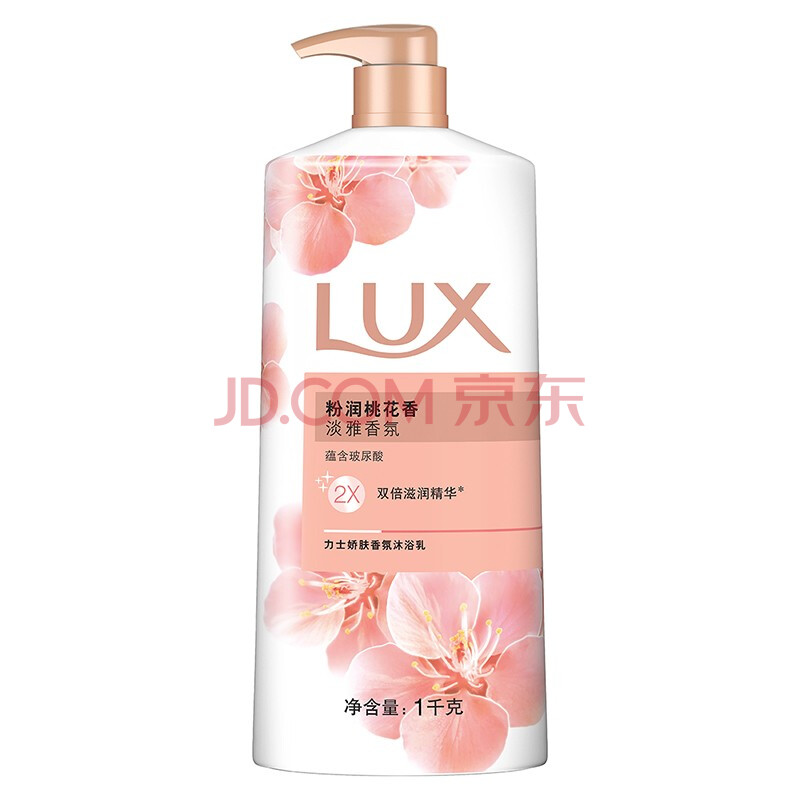 LUX
JD.COM 京东
粉润桃花香
淡雅香氛
蕴含玻尿酸
2X 双倍滋润精华*
力士娇肤香氛沐浴乳
净含量：1千克